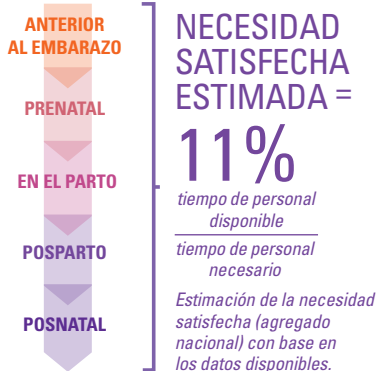 ANTERIOR
AL EMBARAZO
PRENATAL
EN EL PARTO
POSPARTO
POSNATAL
NECESIDAD
SATISFECHA
ESTIMADA =
11%
tiempo de personal
disponible
tiempo de personal
necesario
Estimación de la necesidad
satisfecha (agregado
nacional) con base en
los datos disponibles.